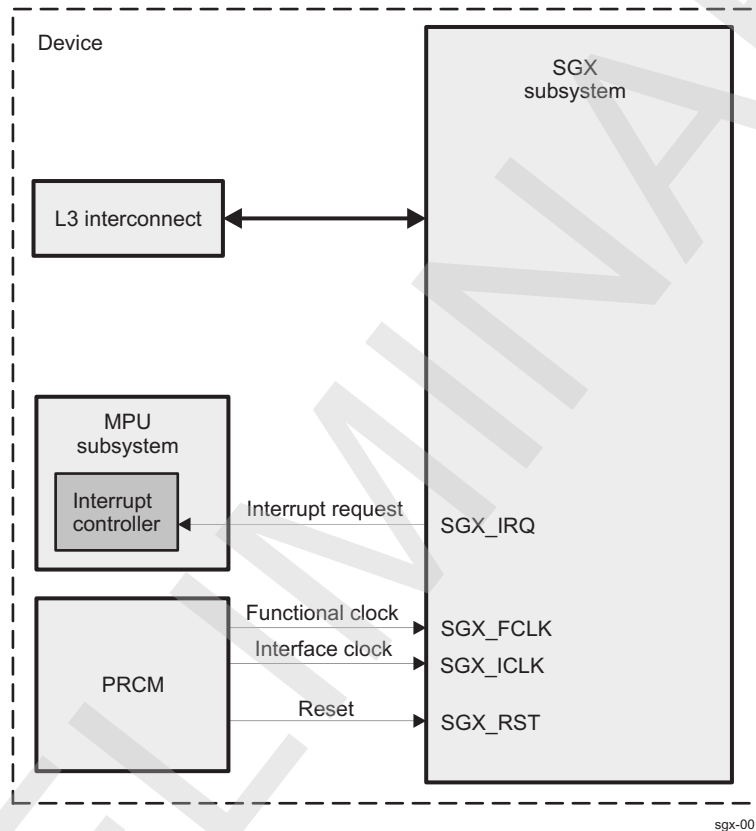 Device
SGX
subsystem
L3 interconnect
MPU
subsystem
Interrupt
controller
Interrupt request
SGX_IRQ
Functional clock
SGX_FCLK
Interface clock
SGX_ICLK
PRCM
Reset
SGX_RST
sgx-00